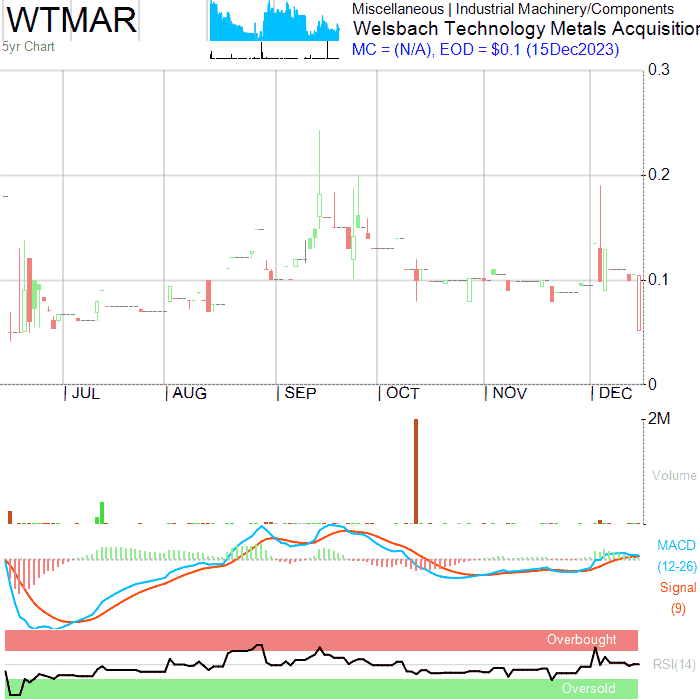 WTMAR
5yr Chart
Miscellaneous | Industrial Machinery/Components
Welsbach Technology Metals Acquisition
MC = (N/A), EOD = $0.1 (15Dec2023)
0.3
0.2
0.1
0
JUL
AUG
SEP
OCT
NOV
DEC
2M
Volume
MACD
(12-26)
Signal
(9)
Overbought
RSI(14)
Oversold